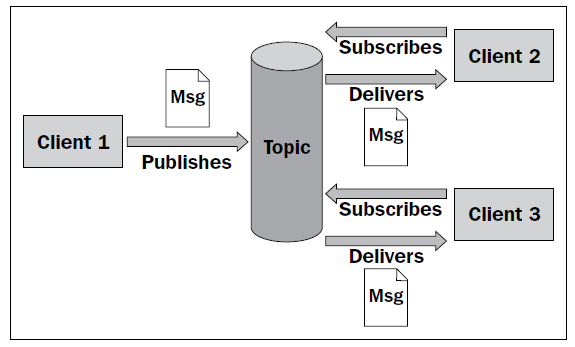 Subscribes
Client 2
Msg
Delivers
Client 1
Topic
Msg
Publishes
Subscribes
Client 3
Delivers
Msg